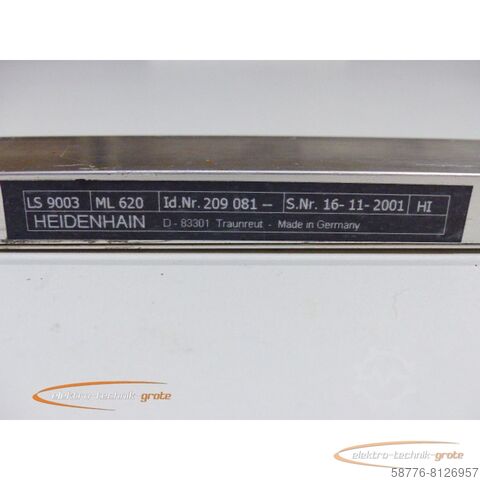 LS 9003 ML 620 Id.Nr. 209 081 -- S.Nr. 16-11-2001 HI
HEIDENHAIN D - 83301 Traunreut - Made in Germany
elektro-technik-grote
elektro-technik-grote
58776-8126957